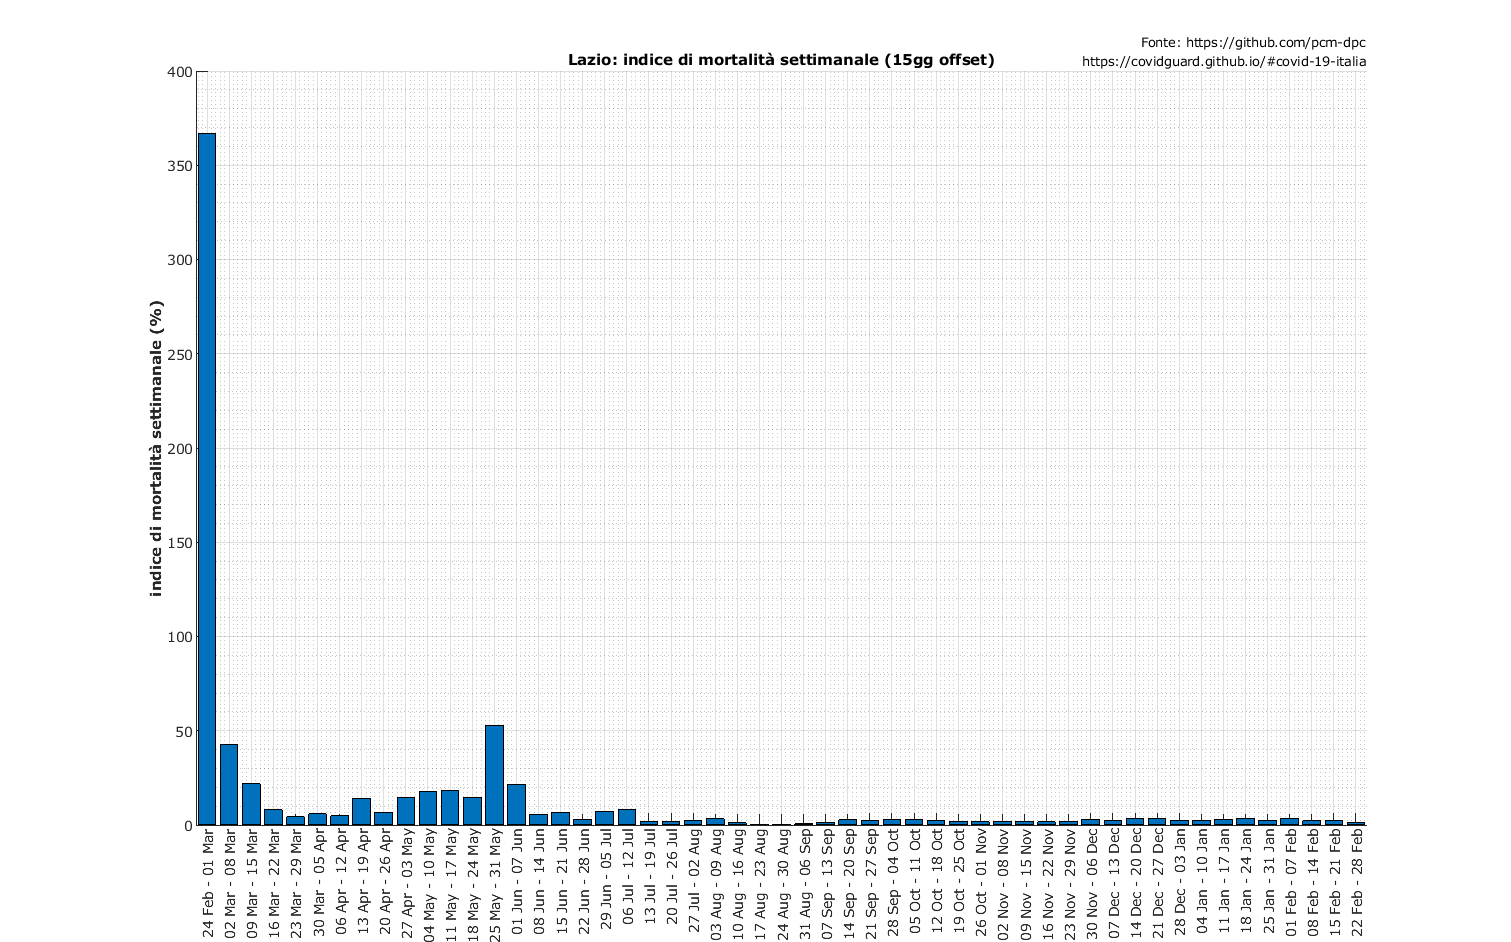 Fonte: https://github.com/pcm-dpc
Lazio: indice di mortalità settimanale (15gg offset)
https://covidguard.github.io/#covid-19-italia
indice di mortalità settimanale (%)
400
350
300
250
200
150
100
50
0
24 Feb - 01 Mar
02 Mar - 08 Mar
09 Mar - 15 Mar
16 Mar - 22 Mar
23 Mar - 29 Mar
30 Mar - 05 Apr
06 Apr - 12 Apr
13 Apr - 19 Apr
20 Apr - 26 Apr
27 Apr - 03 May
04 May - 10 May
11 May - 17 May
18 May - 24 May
25 May - 31 May
01 Jun - 07 Jun
08 Jun - 14 Jun
15 Jun - 21 Jun
22 Jun - 28 Jun
29 Jun - 05 Jul
06 Jul - 12 Jul
13 Jul - 19 Jul
20 Jul - 26 Jul
27 Jul - 02 Aug
03 Aug - 09 Aug
10 Aug - 16 Aug
17 Aug - 23 Aug
24 Aug - 30 Aug
31 Aug - 06 Sep
07 Sep - 13 Sep
14 Sep - 20 Sep
21 Sep - 27 Sep
28 Sep - 04 Oct
05 Oct - 11 Oct
12 Oct - 18 Oct
19 Oct - 25 Oct
26 Oct - 01 Nov
02 Nov - 08 Nov
09 Nov - 15 Nov
16 Nov - 22 Nov
23 Nov - 29 Nov
30 Nov - 06 Dec
07 Dec - 13 Dec
14 Dec - 20 Dec
21 Dec - 27 Dec
28 Dec - 03 Jan
04 Jan - 10 Jan
11 Jan - 17 Jan
18 Jan - 24 Jan
25 Jan - 31 Jan
01 Feb - 07 Feb
08 Feb - 14 Feb
15 Feb - 21 Feb
22 Feb - 28 Feb